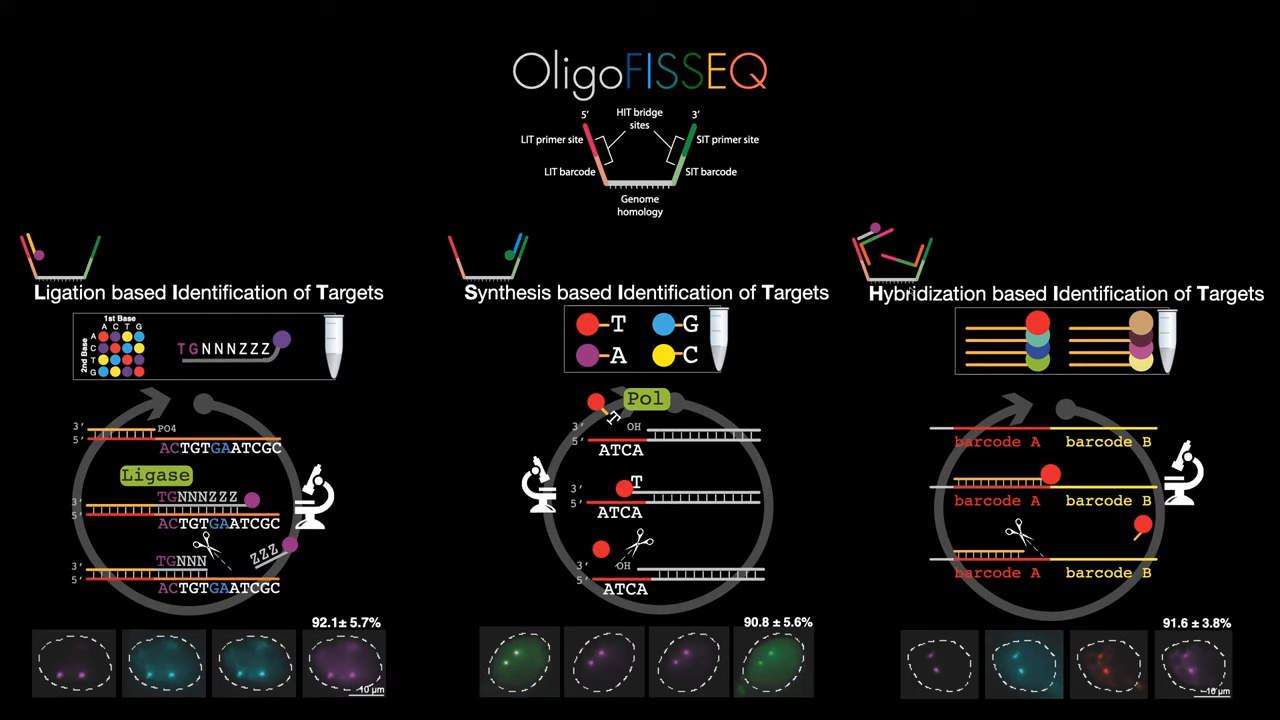 OligoFISSEQ
5′
HIT bridge
sites
3′
LIT primer site
SIT primer site
LIT barcode
SIT barcode
Genome
homology
Ligation based Identification of Targets
1st Base
A C T G
2nd Base
A
C
T
G
TGNNNZZZ
3′
5′
PO4
ACTGTGAATCGC
Ligase
TGNNNZZZ
3′
5′
ACTGTGAATCGC
ZZZ
TGNNN
3′
5′
ACTGTGAATCGC
92.1± 5.7%
10 µm
Synthesis based Identification of Targets
T
G
A
C
Pol
T
3′
OH
5′
ATCA
T
3′
5′
ATCA
3′
OH
5′
ATCA
90.8 ± 5.6%
Hybridization based Identification of Targets
barcode A
barcode B
barcode A
barcode B
barcode A
barcode B
91.6 ± 3.8%
10 µm